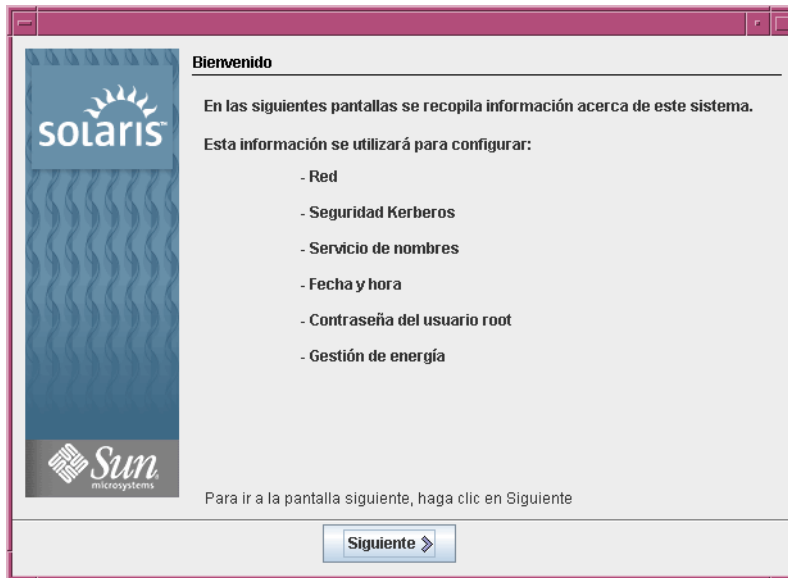 solaris™
Bienvenido
En las siguientes pantallas se recopila información acerca de este sistema.
Esta información se utilizará para configurar:
- Red
- Seguridad Kerberos
- Servicio de nombres
- Fecha y hora
- Contraseña del usuario root
- Gestión de energía
Sun
microsystems
Para ir a la pantalla siguiente, haga clic en Siguiente
Siguiente